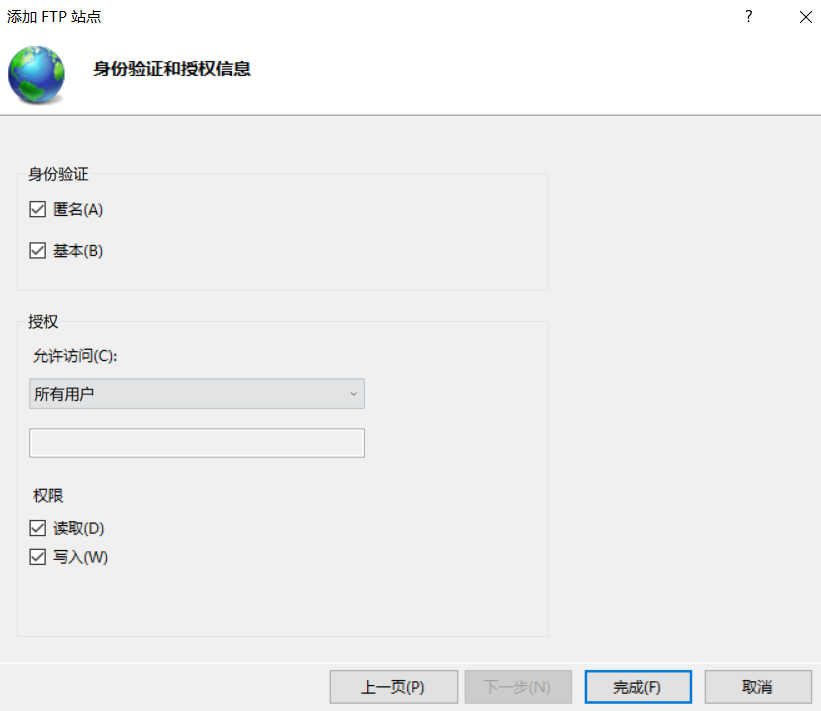 添加 FTP 站点
?
身份验证和授权信息
身份验证
匿名(A)
基本(B)
授权
允许访问(C):
所有用户
权限
读取(D)
写入(W)
上一页(P) 下一步(N) 完成(F) 取消